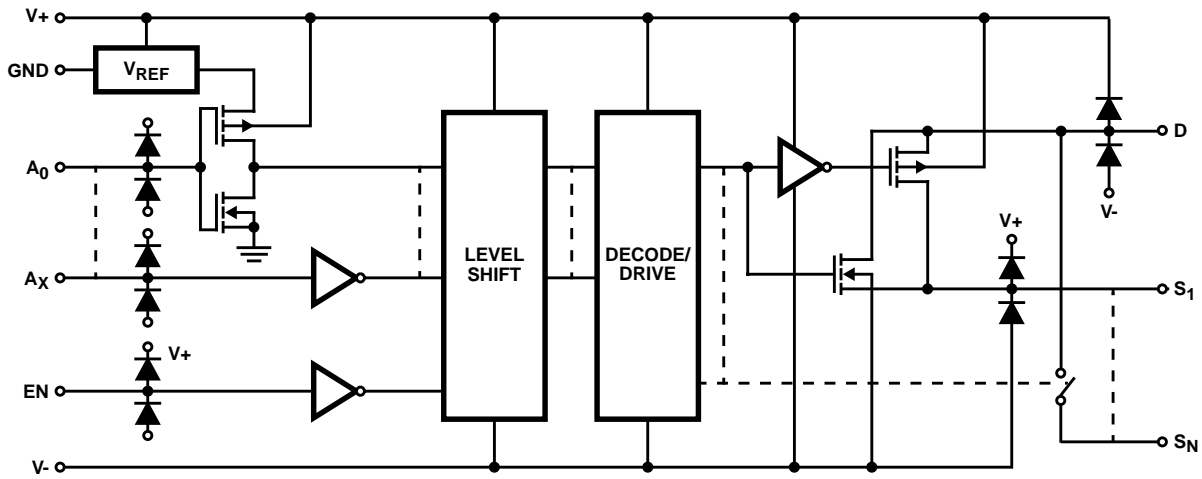 V+
GND
VREF
A0
AX
V+
EN
V-
LEVEL
SHIFT
DECODE/
DRIVE
D
V-
V+
S1
SN